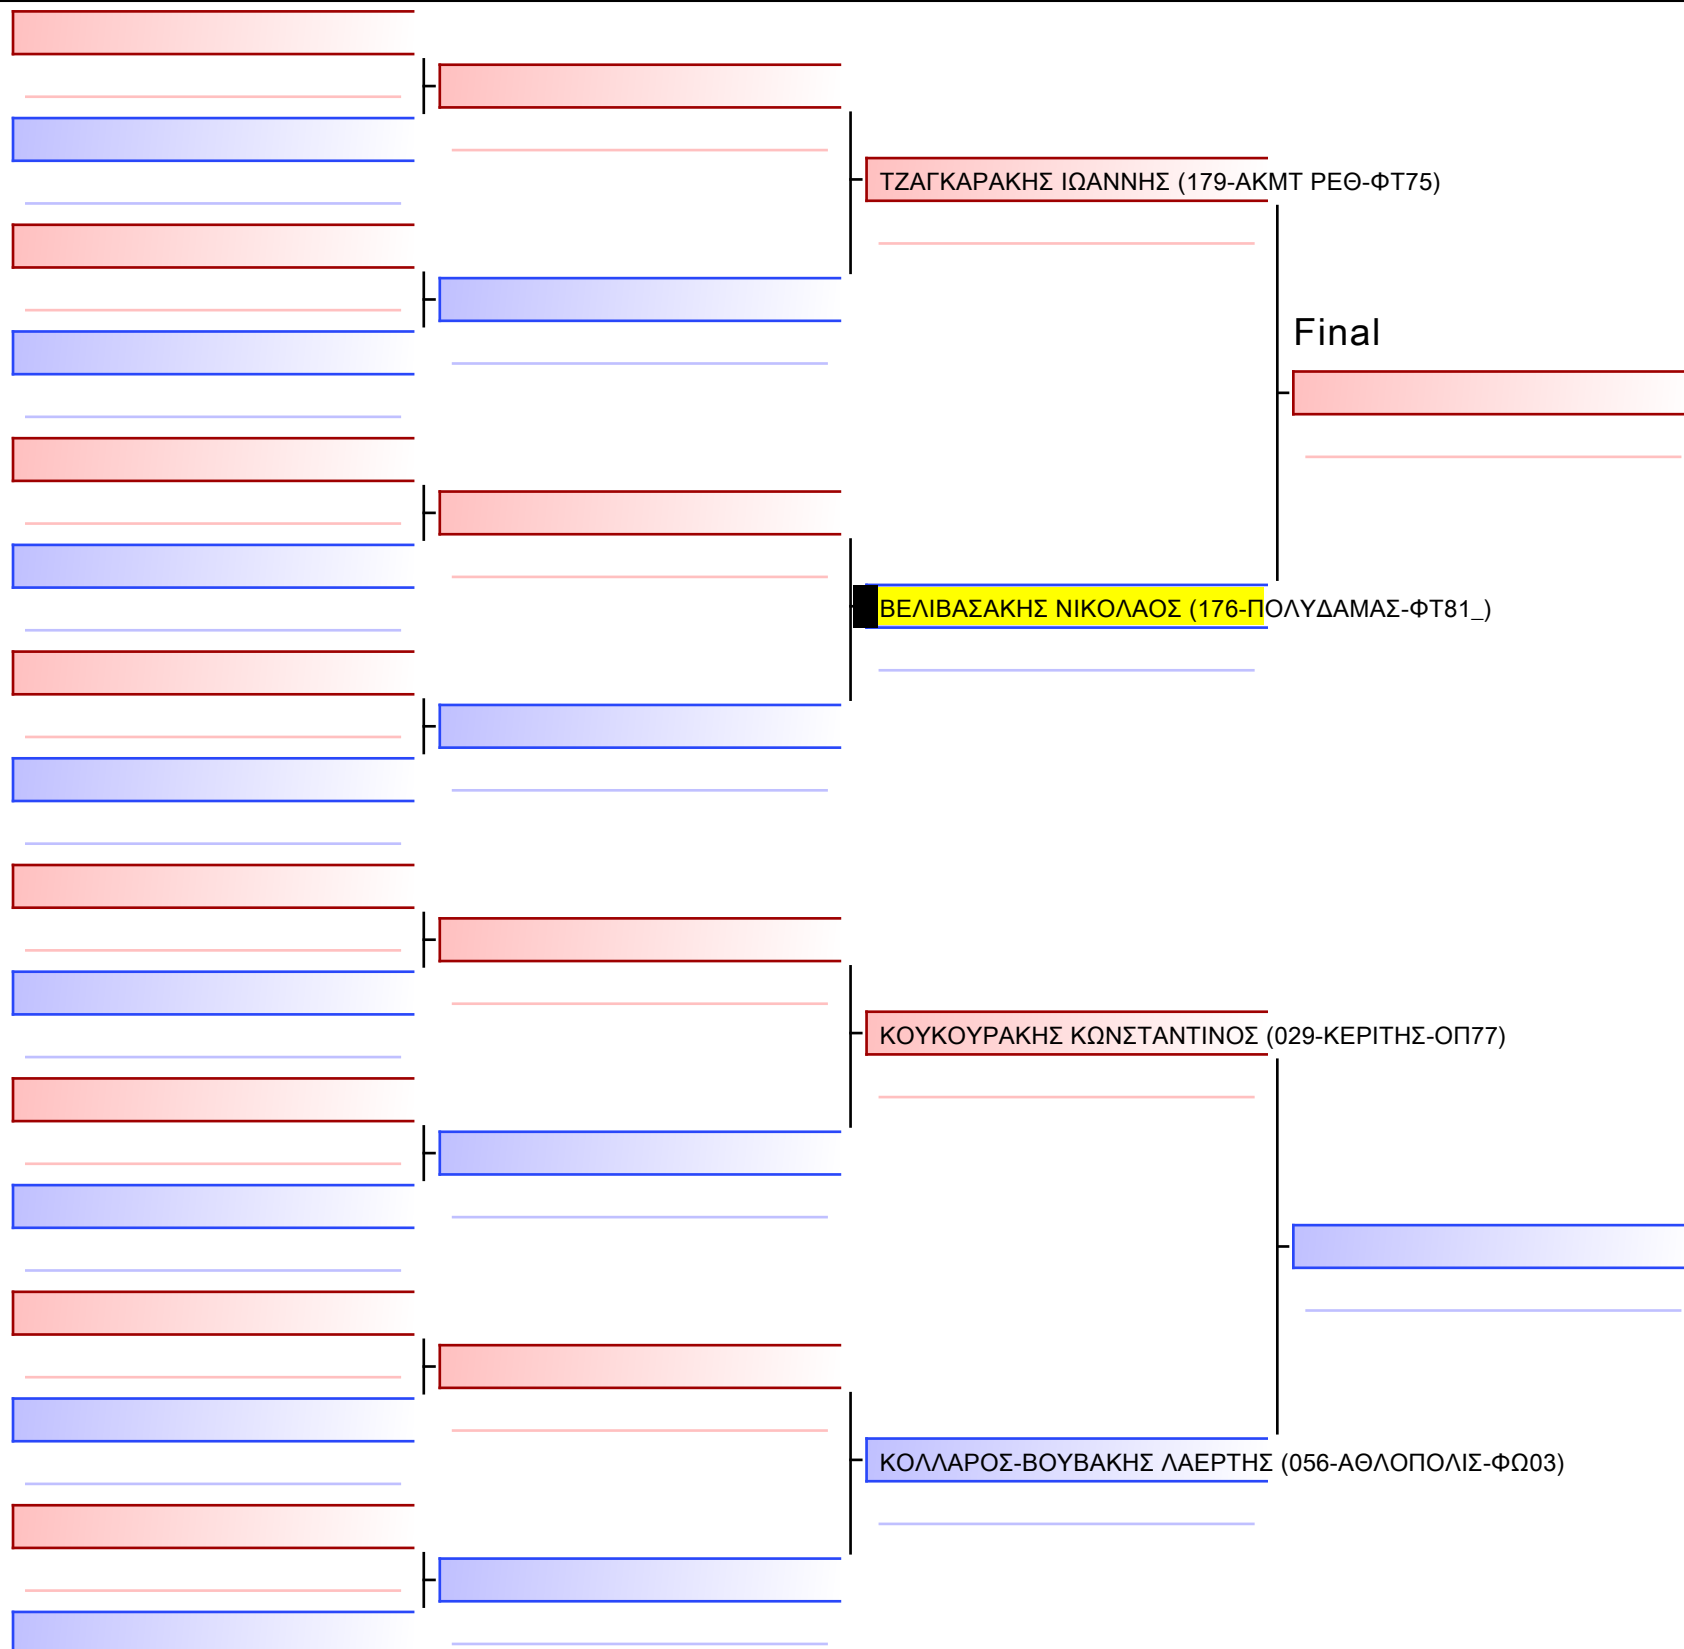 ΤΖΑΓΚΑΡΑΚΗΣ ΙΩΑΝΝΗΣ (179-ΑΚΜΤ ΡΕΘ-ΦΤ75)
Final
ΒΕΛΙΒΑΣΑΚΗΣ ΝΙΚΟΛΑΟΣ (176-ΠΟΛΥΔΑΜΑΣ-ΦΤ81_)
ΚΟΥΚΟΥΡΑΚΗΣ ΚΩΝΣΤΑΝΤΙΝΟΣ (029-ΚΕΡΙΤΗΣ-ΟΠ77)
ΚΟΛΛΑΡΟΣ-ΒΟΥΒΑΚΗΣ ΛΑΕΡΤΗΣ (056-ΑΘΛΟΠΟΛΙΣ-ΦΩ03)